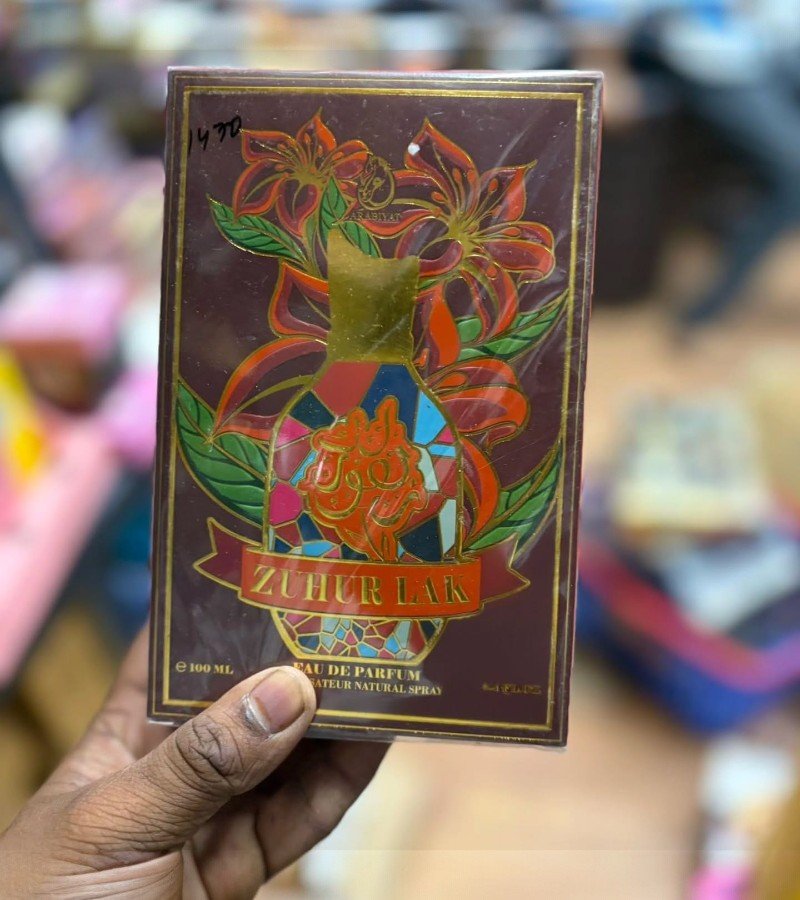 1430
ARABIYAT
ZUHUR LAK
℮ 100 ML
EAU DE PARFUM
NATURAL SPRAY